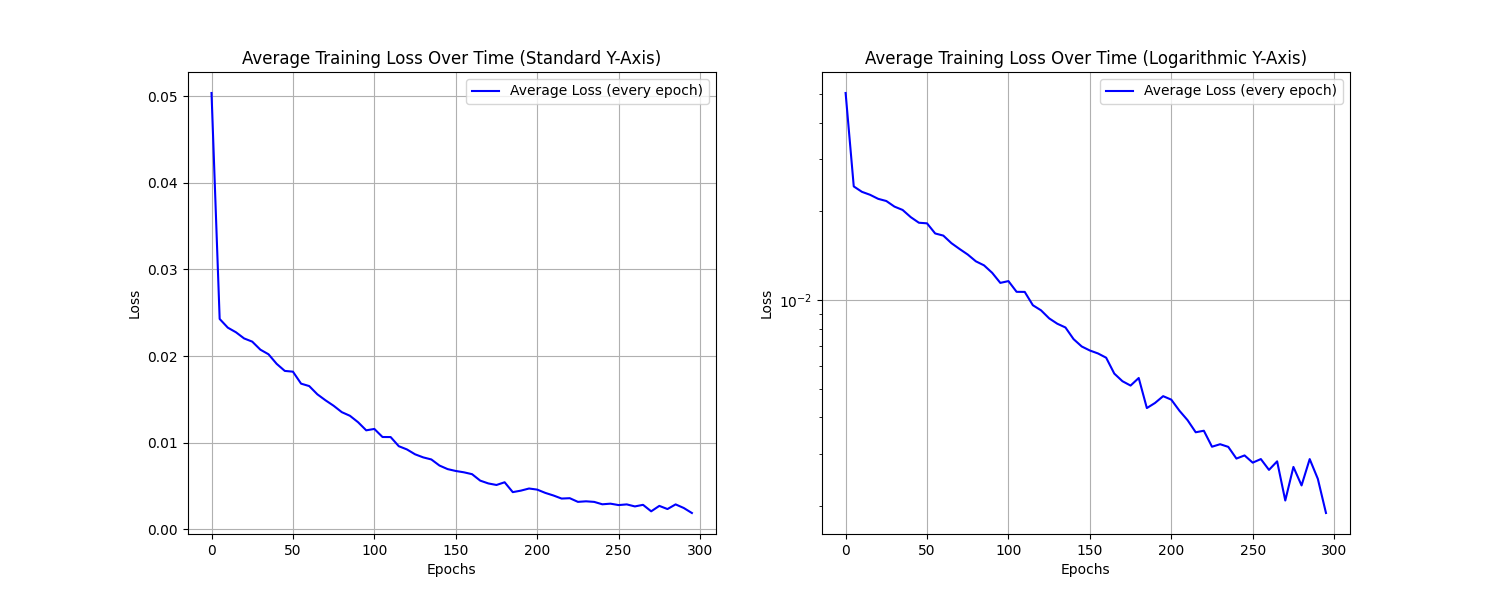 Average Training Loss Over Time (Standard Y-Axis)
Average Loss (every epoch)
Loss
0.05
0.04
0.03
0.02
0.01
0.00
0 50 100 150 200 250 300
Epochs
Average Training Loss Over Time (Logarithmic Y-Axis)
Average Loss (every epoch)
Loss
10⁻²
0 50 100 150 200 250 300
Epochs